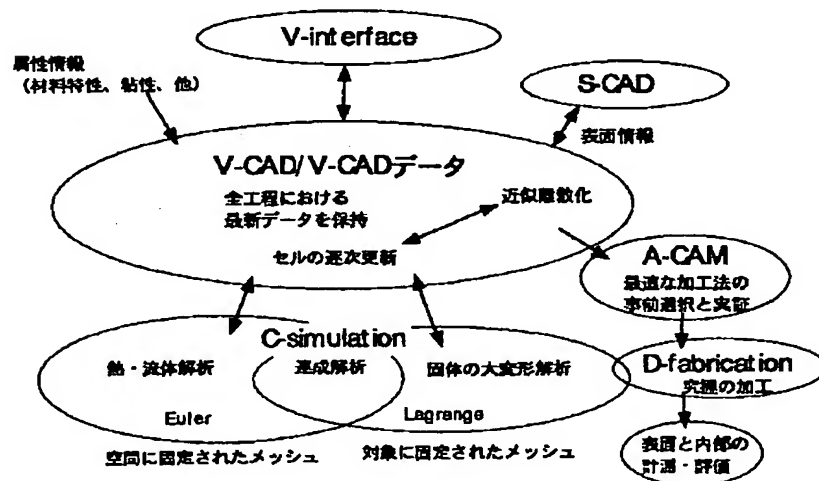 V-interface
属性情報
（材料特性、粘性、他）
S-CAD
表面情報
V-CAD/ V-CADデータ
全工程における
最新データを保持
近似離散化
セルの逐次更新
A-CAM
最適な加工法の
事前選択と実証
C-simulation
熱・流体解析
連成解析
固体の大変形解析
D-fabrication
究極の加工
Euler
Lagrange
空間に固定されたメッシュ
対象に固定されたメッシュ
表面と内部の
計測・評価